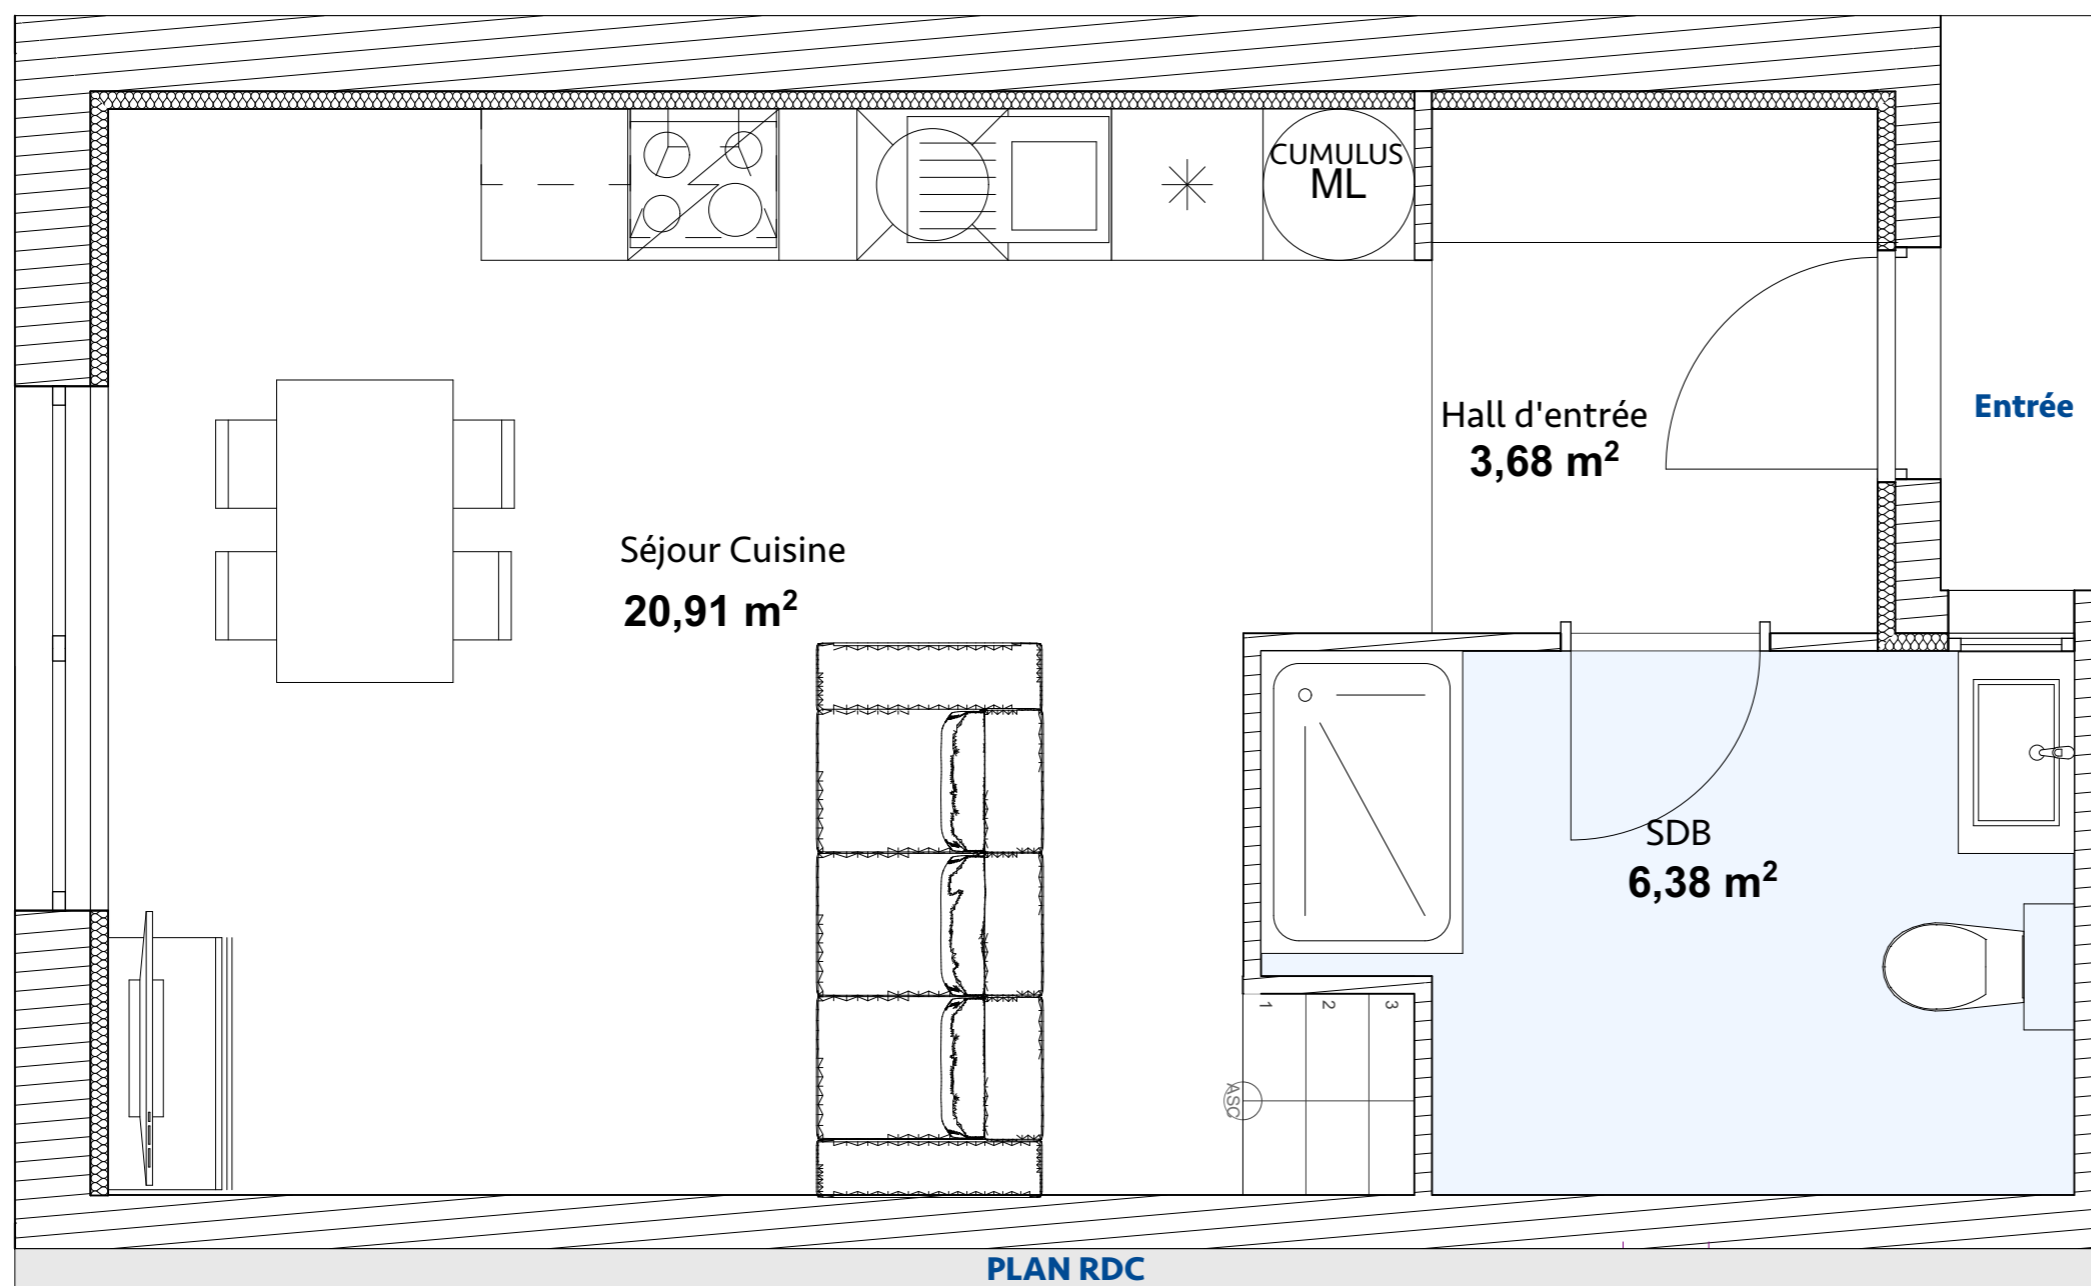 CUMULUS
ML
Entrée
Hall d'entrée
3,68 m²
Séjour Cuisine
20,91 m²
SDB
6,38 m²
1 2 3
ASC
PLAN RDC